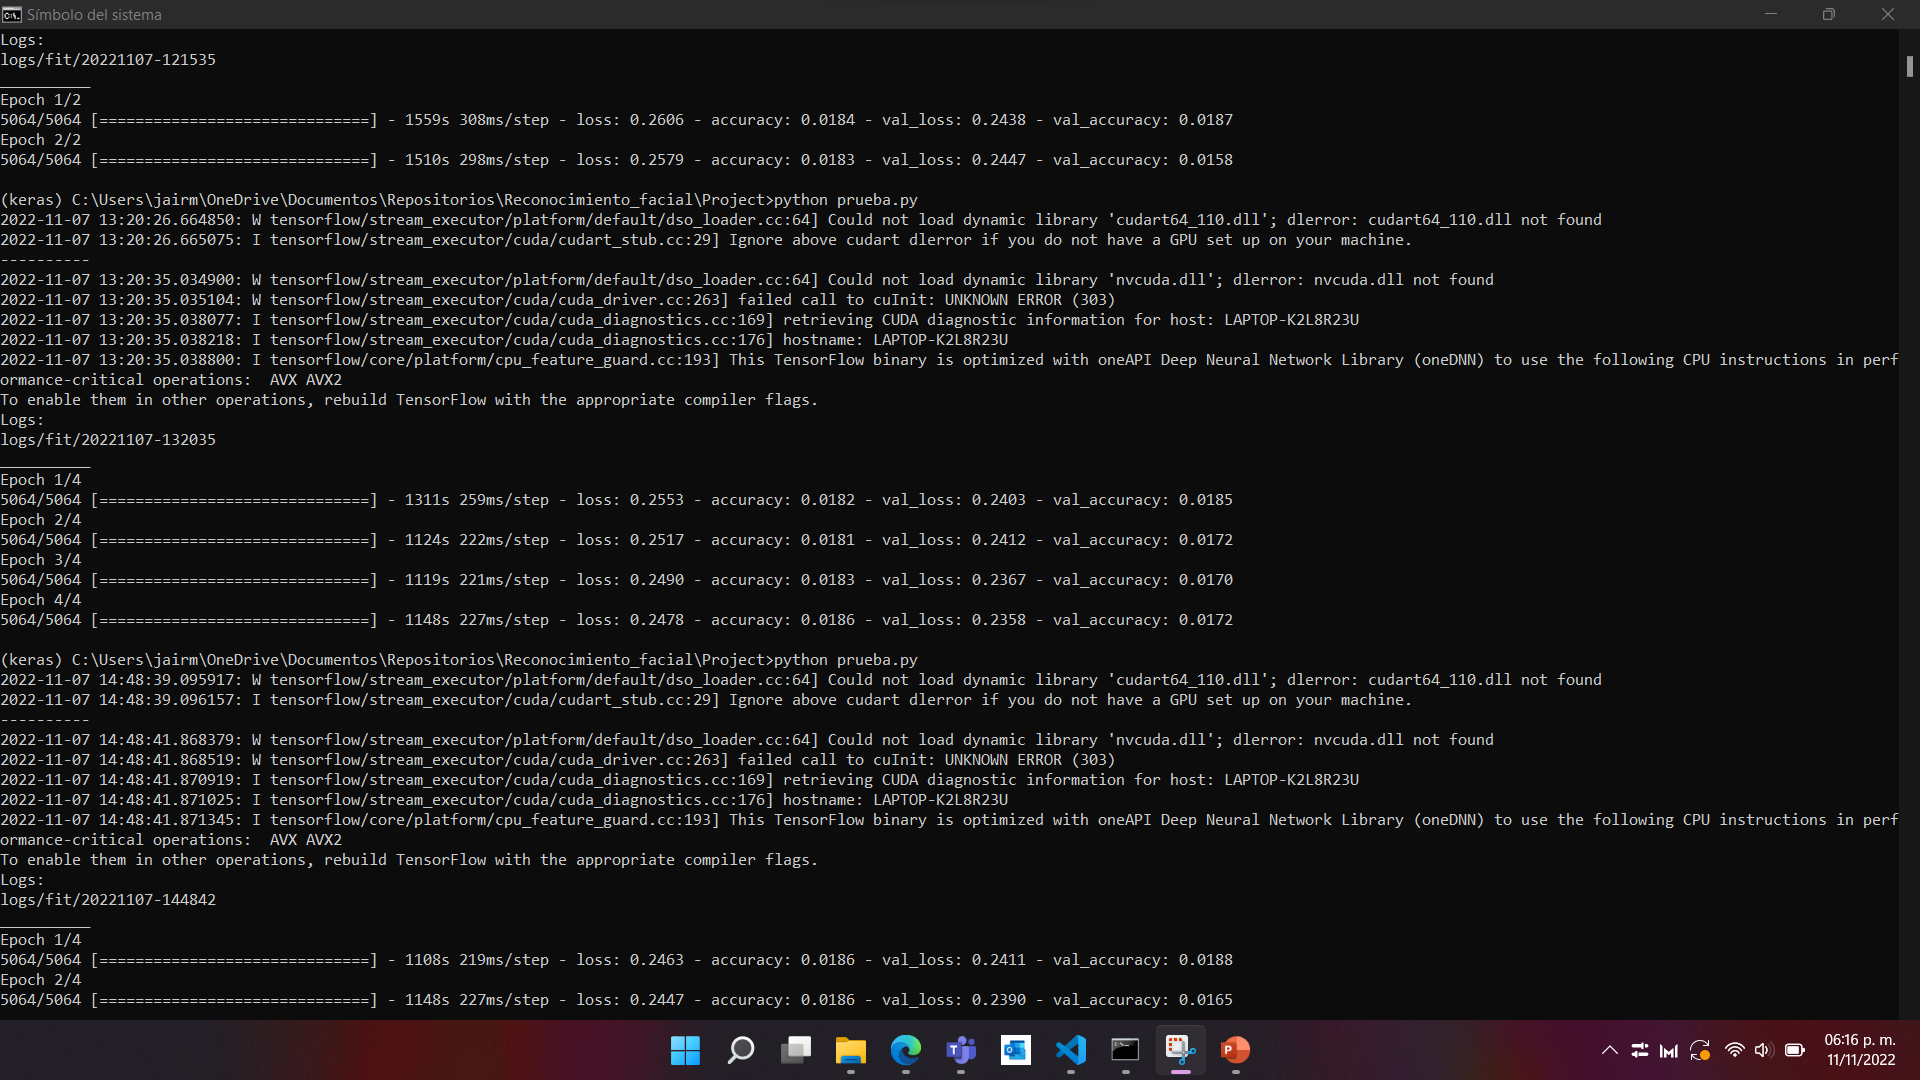 Símbolo del sistema
Logs:
logs/fit/20221107-121535
__________
Epoch 1/2
5064/5064 [==============================] - 1559s 308ms/step - loss: 0.2606 - accuracy: 0.0184 - val_loss: 0.2438 - val_accuracy: 0.0187
Epoch 2/2
5064/5064 [==============================] - 1510s 298ms/step - loss: 0.2579 - accuracy: 0.0183 - val_loss: 0.2447 - val_accuracy: 0.0158
(keras) C:\Users\jairm\OneDrive\Documentos\Repositorios\Reconocimiento_facial\Project>python prueba.py
2022-11-07 13:20:26.664850: W tensorflow/stream_executor/platform/default/dso_loader.cc:64] Could not load dynamic library 'cudart64_110.dll'; dlerror: cudart64_110.dll not found
2022-11-07 13:20:26.665075: I tensorflow/stream_executor/cuda/cudart_stub.cc:29] Ignore above cudart dlerror if you do not have a GPU set up on your machine.
----------
2022-11-07 13:20:35.034900: W tensorflow/stream_executor/platform/default/dso_loader.cc:64] Could not load dynamic library 'nvcuda.dll'; dlerror: nvcuda.dll not found
2022-11-07 13:20:35.035104: W tensorflow/stream_executor/cuda/cuda_driver.cc:263] failed call to cuInit: UNKNOWN ERROR (303)
2022-11-07 13:20:35.038077: I tensorflow/stream_executor/cuda/cuda_diagnostics.cc:169] retrieving CUDA diagnostic information for host: LAPTOP-K2L8R23U
2022-11-07 13:20:35.038218: I tensorflow/stream_executor/cuda/cuda_diagnostics.cc:176] hostname: LAPTOP-K2L8R23U
2022-11-07 13:20:35.038800: I tensorflow/core/platform/cpu_feature_guard.cc:193] This TensorFlow binary is optimized with oneAPI Deep Neural Network Library (oneDNN) to use the following CPU instructions in perf
ormance-critical operations:  AVX AVX2
To enable them in other operations, rebuild TensorFlow with the appropriate compiler flags.
Logs:
logs/fit/20221107-132035
__________
Epoch 1/4
5064/5064 [==============================] - 1311s 259ms/step - loss: 0.2553 - accuracy: 0.0182 - val_loss: 0.2403 - val_accuracy: 0.0185
Epoch 2/4
5064/5064 [==============================] - 1124s 222ms/step - loss: 0.2517 - accuracy: 0.0181 - val_loss: 0.2412 - val_accuracy: 0.0172
Epoch 3/4
5064/5064 [==============================] - 1119s 221ms/step - loss: 0.2490 - accuracy: 0.0183 - val_loss: 0.2367 - val_accuracy: 0.0170
Epoch 4/4
5064/5064 [==============================] - 1148s 227ms/step - loss: 0.2478 - accuracy: 0.0186 - val_loss: 0.2358 - val_accuracy: 0.0172
(keras) C:\Users\jairm\OneDrive\Documentos\Repositorios\Reconocimiento_facial\Project>python prueba.py
2022-11-07 14:48:39.095917: W tensorflow/stream_executor/platform/default/dso_loader.cc:64] Could not load dynamic library 'cudart64_110.dll'; dlerror: cudart64_110.dll not found
2022-11-07 14:48:39.096157: I tensorflow/stream_executor/cuda/cudart_stub.cc:29] Ignore above cudart dlerror if you do not have a GPU set up on your machine.
----------
2022-11-07 14:48:41.868379: W tensorflow/stream_executor/platform/default/dso_loader.cc:64] Could not load dynamic library 'nvcuda.dll'; dlerror: nvcuda.dll not found
2022-11-07 14:48:41.868519: W tensorflow/stream_executor/cuda/cuda_driver.cc:263] failed call to cuInit: UNKNOWN ERROR (303)
2022-11-07 14:48:41.870919: I tensorflow/stream_executor/cuda/cuda_diagnostics.cc:169] retrieving CUDA diagnostic information for host: LAPTOP-K2L8R23U
2022-11-07 14:48:41.871025: I tensorflow/stream_executor/cuda/cuda_diagnostics.cc:176] hostname: LAPTOP-K2L8R23U
2022-11-07 14:48:41.871345: I tensorflow/core/platform/cpu_feature_guard.cc:193] This TensorFlow binary is optimized with oneAPI Deep Neural Network Library (oneDNN) to use the following CPU instructions in perf
ormance-critical operations:  AVX AVX2
To enable them in other operations, rebuild TensorFlow with the appropriate compiler flags.
Logs:
logs/fit/20221107-144842
__________
Epoch 1/4
5064/5064 [==============================] - 1108s 219ms/step - loss: 0.2463 - accuracy: 0.0186 - val_loss: 0.2411 - val_accuracy: 0.0188
Epoch 2/4
5064/5064 [==============================] - 1148s 227ms/step - loss: 0.2447 - accuracy: 0.0186 - val_loss: 0.2390 - val_accuracy: 0.0165
06:16 p. m.
11/11/2022